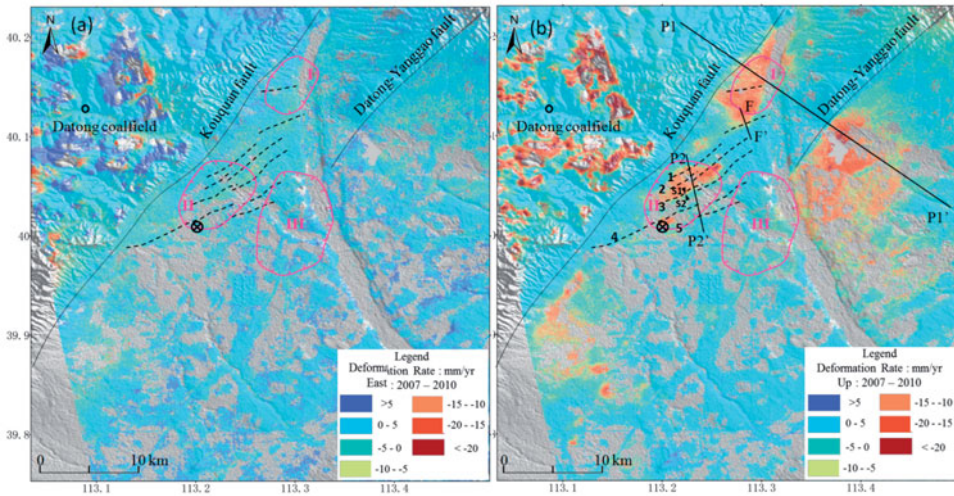 40.2
40.1
40
39.9
39.8
N
(a)
Kouquan fault
Datong-Yanggao fault
I
Datong coalfield
II
III
Legend
Deformation Rate : mm/yr
East : 2007 – 2010
>5
0 - 5
-5 - 0
-10 - -5
-15 - -10
-20 - -15
< -20
0 10 km
113.1 113.2 113.3 113.4
N
(b)
P1
Kouquan fault
Datong-Yanggao fault
I
Datong coalfield
F
F'
P2
1
2
S1
3
S2
II
III
P1'
4
5
P2'
Legend
Deformation Rate : mm/yr
Up : 2007 – 2010
>5
0 - 5
-5 - 0
-10 - -5
-15 - -10
-20 - -15
< -20
0 10 km
113.1 113.2 113.3 113.4